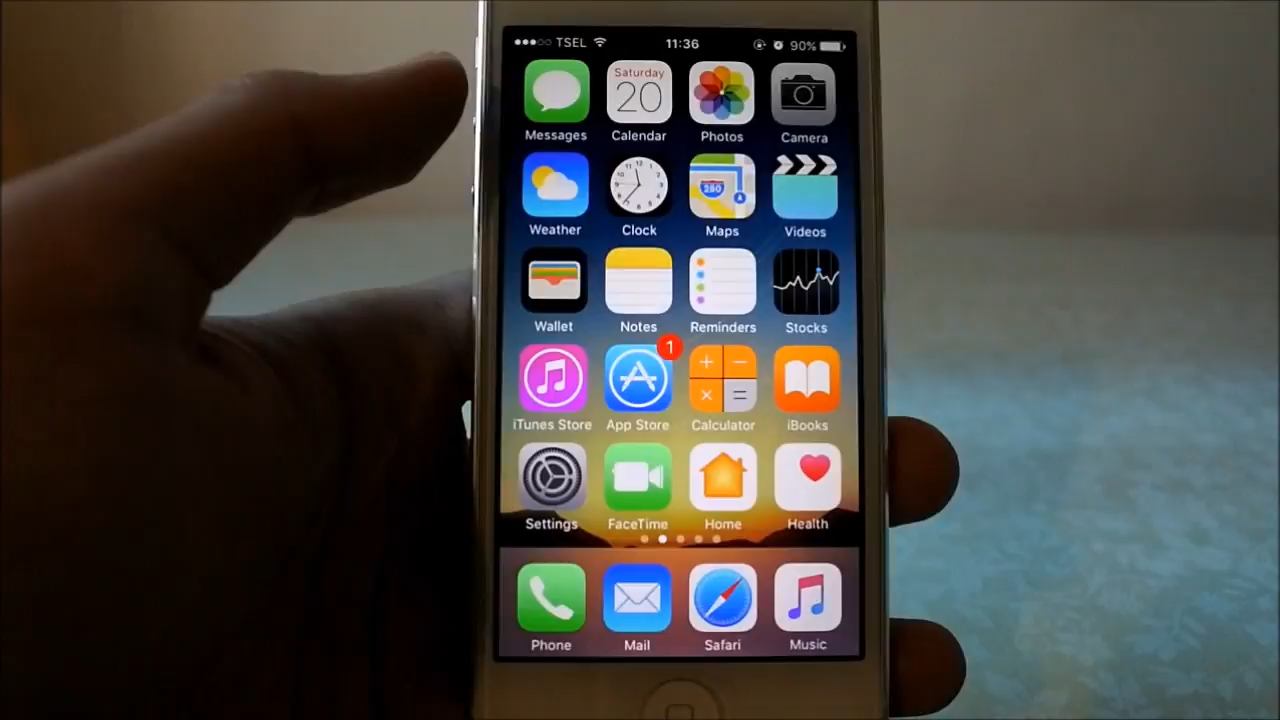 TSEL 11:36 90%
Saturday
20
Messages Calendar Photos Camera
280
Weather Clock Maps Videos
Wallet Notes Reminders Stocks
1
iTunes Store App Store Calculator iBooks
Settings FaceTime Home Health
Phone Mail Safari Music